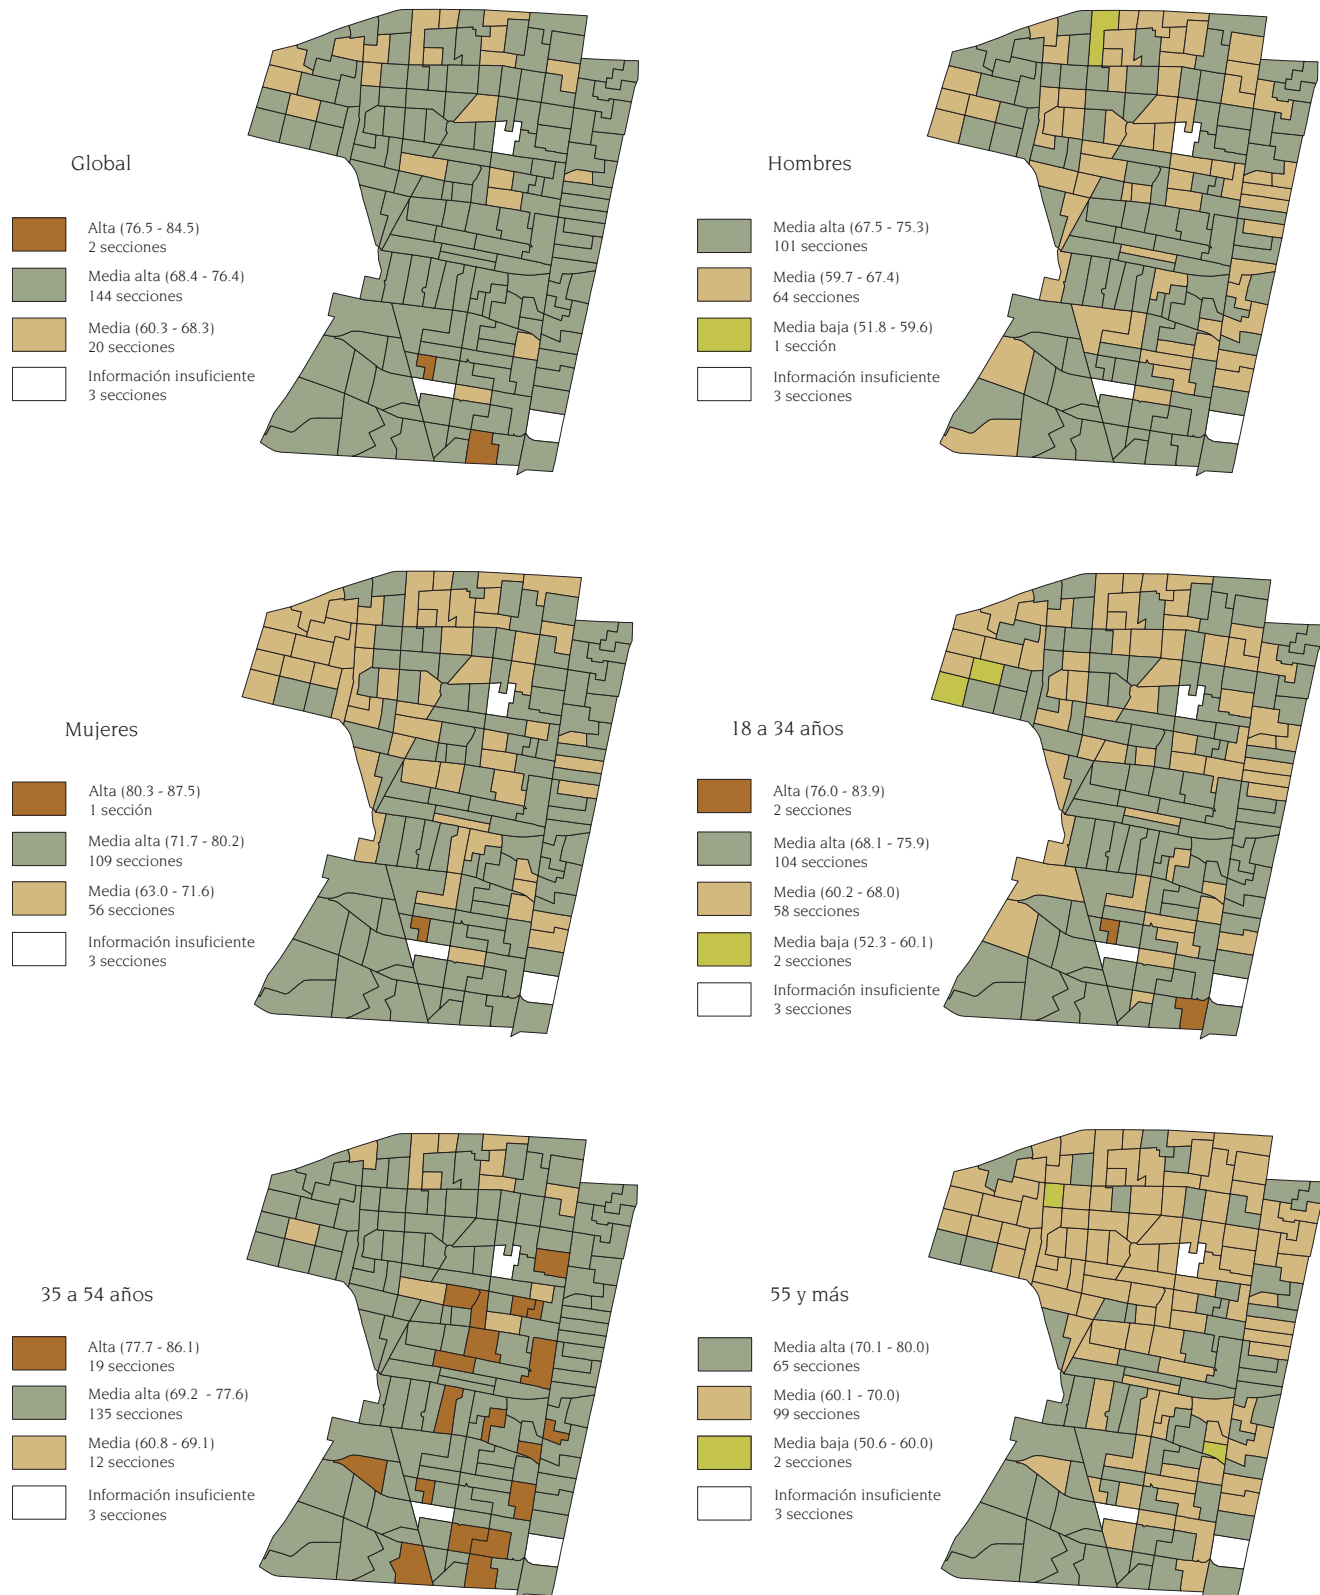 Global
Alta (76.5 - 84.5)
2 secciones
Media alta (68.4 - 76.4)
144 secciones
Media (60.3 - 68.3)
20 secciones
Información insuficiente
3 secciones
Hombres
Media alta (67.5 - 75.3)
101 secciones
Media (59.7 - 67.4)
64 secciones
Media baja (51.8 - 59.6)
1 sección
Información insuficiente
3 secciones
Mujeres
Alta (80.3 - 87.5)
1 sección
Media alta (71.7 - 80.2)
109 secciones
Media (63.0 - 71.6)
56 secciones
Información insuficiente
3 secciones
18 a 34 años
Alta (76.0 - 83.9)
2 secciones
Media alta (68.1 - 75.9)
104 secciones
Media (60.2 - 68.0)
58 secciones
Media baja (52.3 - 60.1)
2 secciones
Información insuficiente
3 secciones
35 a 54 años
Alta (77.7 - 86.1)
19 secciones
Media alta (69.2 - 77.6)
135 secciones
Media (60.8 - 69.1)
12 secciones
Información insuficiente
3 secciones
55 y más
Media alta (70.1 - 80.0)
65 secciones
Media (60.1 - 70.0)
99 secciones
Media baja (50.6 - 60.0)
2 secciones
Información insuficiente
3 secciones